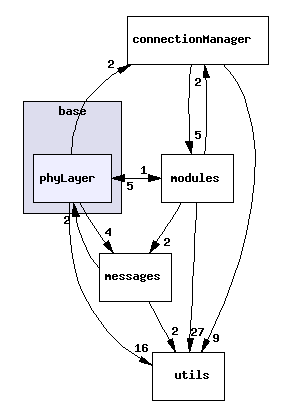 connectionManager
2
2
base
5
phyLayer
1
modules
5
2
4
2
messages
2
27
9
16
utils